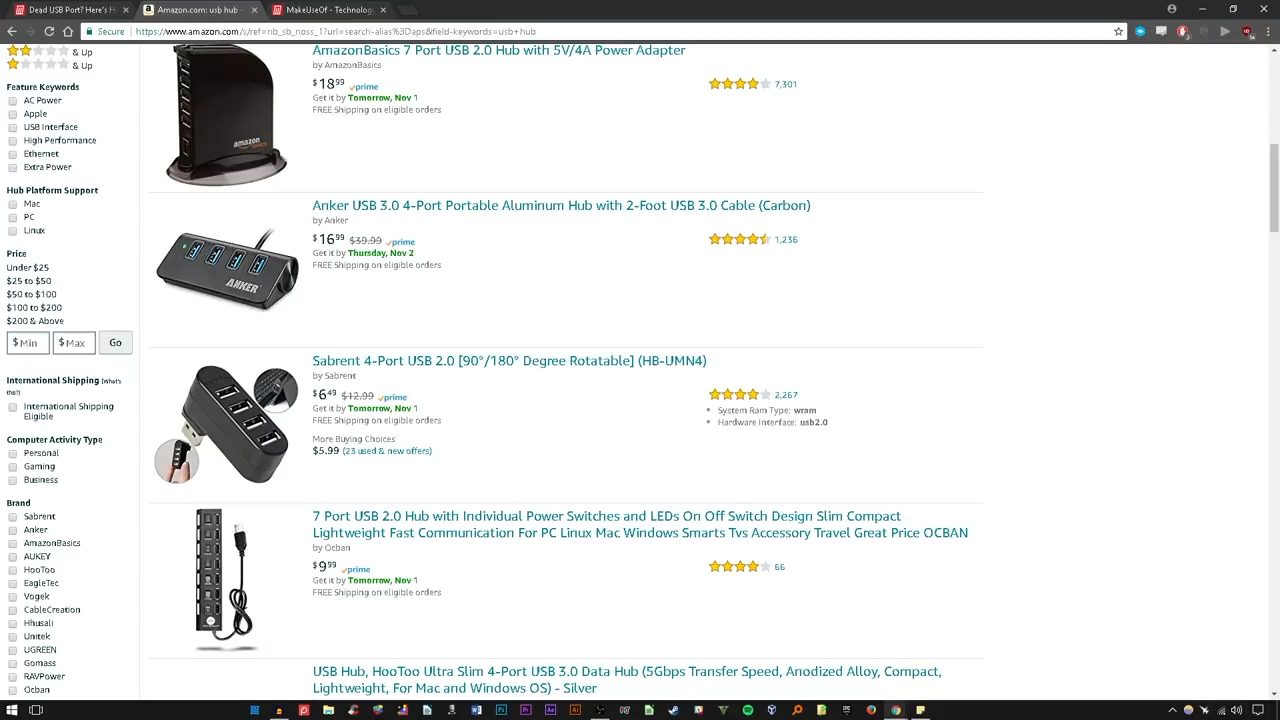 Dead USB Port? Here's H
Amazon.com: usb hub -
MakeUseOf - Technology
Secure
https://www.amazon.com/s/ref=nb_sb_noss_1?url=search-alias%3Daps&field-keywords=usb+hub
& Up
& Up
Feature Keywords
AC Power
Apple
USB Interface
High Performance
Ethernet
Extra Power
Hub Platform Support
Mac
PC
Linux
Price
Under $25
$25 to $50
$50 to $100
$100 to $200
$200 & Above
$ Min $ Max Go
International Shipping [What's
this?]
International Shipping
Eligible
Computer Activity Type
Personal
Gaming
Business
Brand
Sabrent
Anker
AmazonBasics
AUKEY
HooToo
EagleTec
Vogek
CableCreation
Hhusali
Unitek
UGREEN
Gomass
RAVPower
Ocban
AmazonBasics 7 Port USB 2.0 Hub with 5V/4A Power Adapter
by AmazonBasics
$18 99 prime
7,301
Get it by Tomorrow, Nov 1
FREE Shipping on eligible orders
amazon
basics
Anker USB 3.0 4-Port Portable Aluminum Hub with 2-Foot USB 3.0 Cable (Carbon)
by Anker
$16 99 $39.99 prime
1,236
Get it by Thursday, Nov 2
FREE Shipping on eligible orders
ANKER
Sabrent 4-Port USB 2.0 [90°/180° Degree Rotatable] (HB-UMN4)
by Sabrent
$6 49 $12.99 prime
2,267
Get it by Tomorrow, Nov 1
System Ram Type: wram
FREE Shipping on eligible orders
Hardware Interface: usb2.0
More Buying Choices
$5.99 (23 used & new offers)
7 Port USB 2.0 Hub with Individual Power Switches and LEDs On Off Switch Design Slim Compact
Lightweight Fast Communication For PC Linux Mac Windows Smarts Tvs Accessory Travel Great Price OCBAN
by Ocban
$9 99 prime
66
Get it by Tomorrow, Nov 1
FREE Shipping on eligible orders
USB Hub, HooToo Ultra Slim 4-Port USB 3.0 Data Hub (5Gbps Transfer Speed, Anodized Alloy, Compact,
Lightweight, For Mac and Windows OS) - Silver